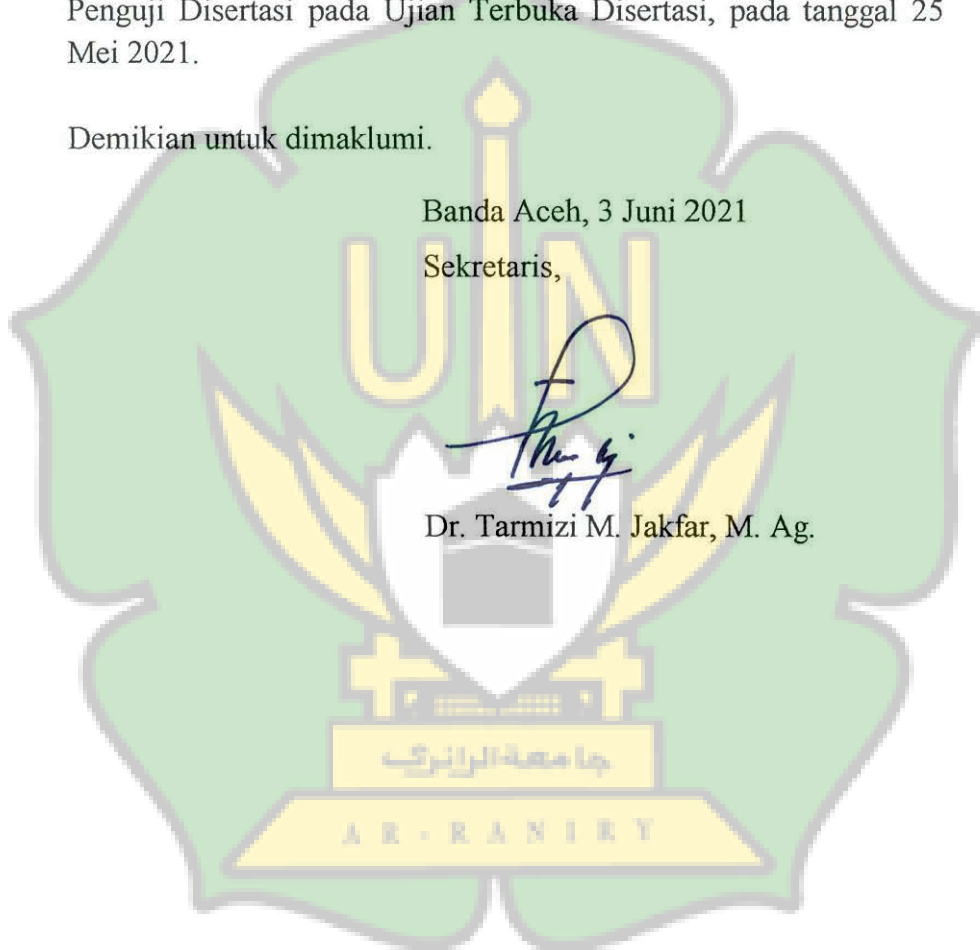 Penguji Disertasi pada Ujian Terbuka Disertasi, pada tanggal 25
Mei 2021.
Demikian untuk dimaklumi.
Banda Aceh, 3 Juni 2021
Sekretaris,
UIN
Dr. Tarmizi M. Jakfar, M. Ag.
جامعة الرانري
AR-RANIRY